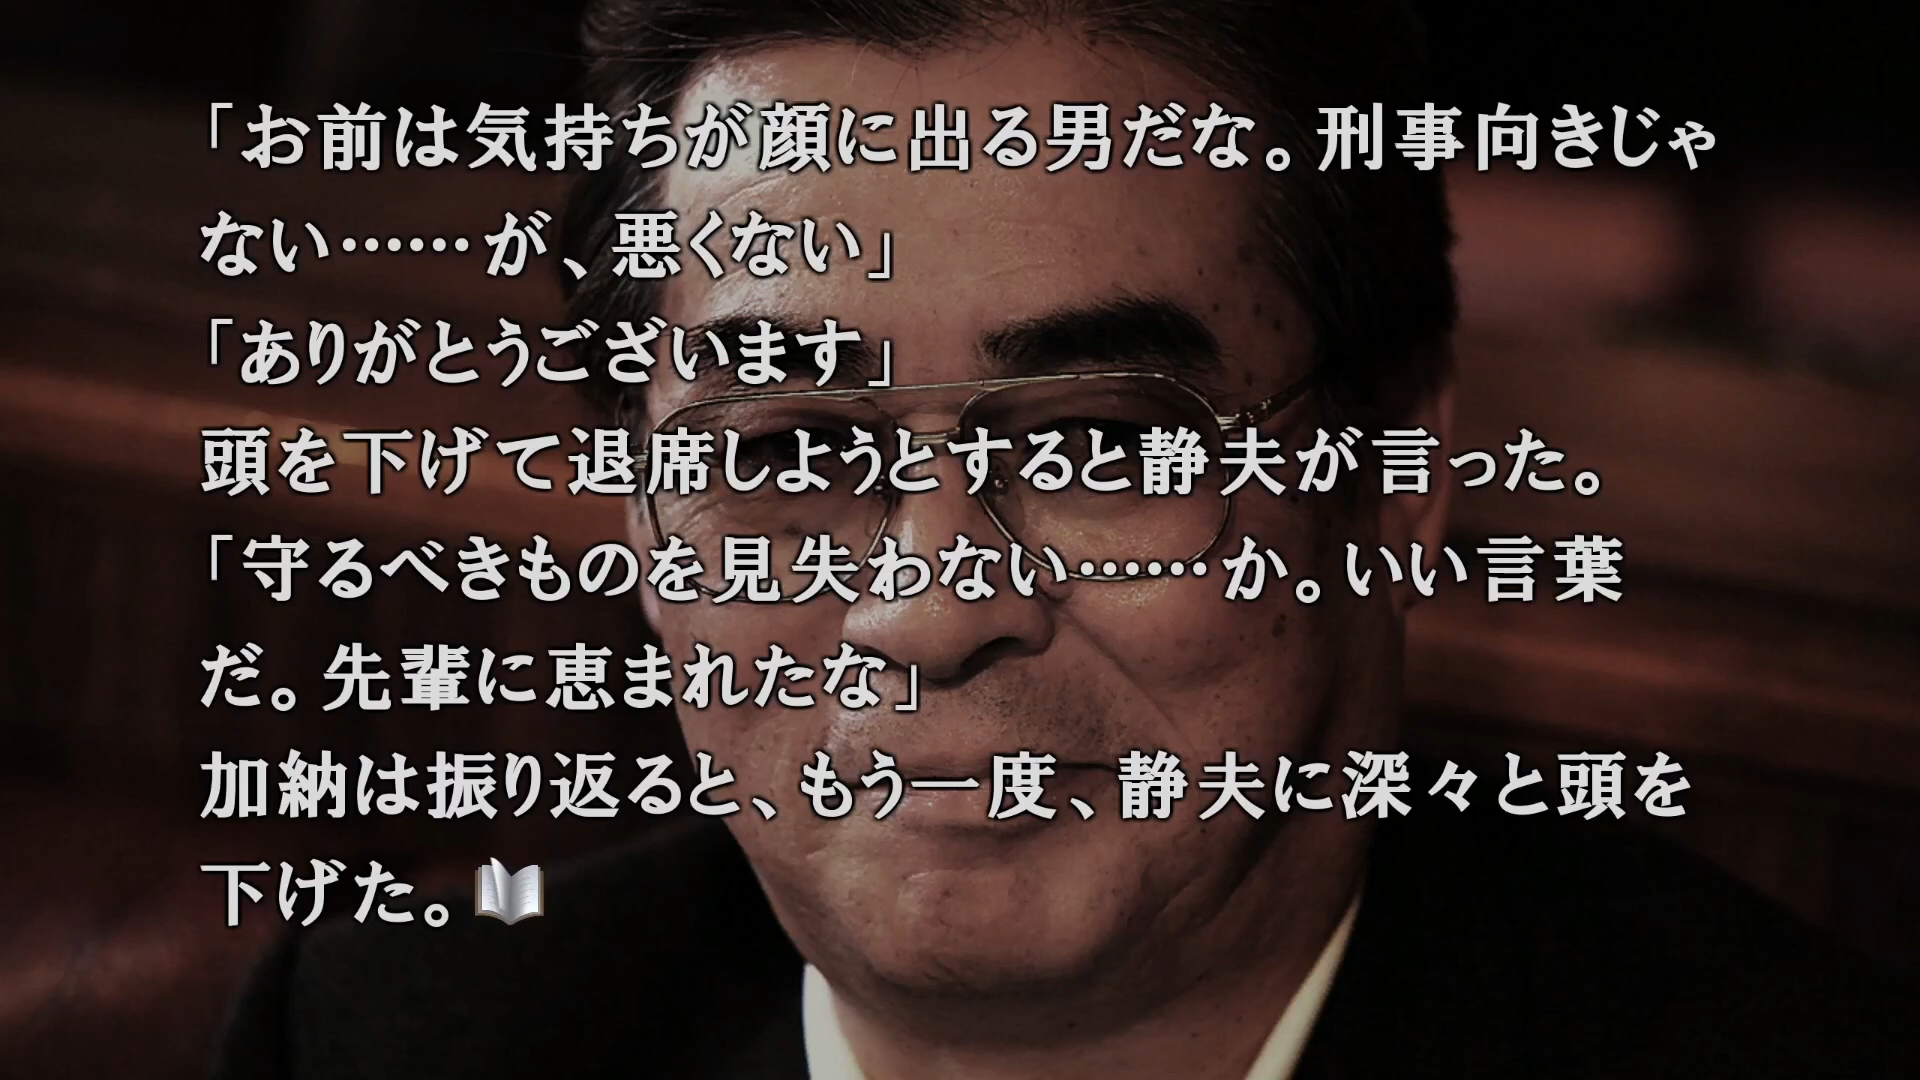 「お前は気持ちが顔に出る男だな。刑事向きじゃ
ない……が、悪くない」
「ありがとうございます」
頭を下げて退席しようとすると静夫が言った。
「守るべきものを見失わない……か。いい言葉
だ。先輩に恵まれたな」
加納は振り返ると、もう一度、静夫に深々と頭を
下げた。